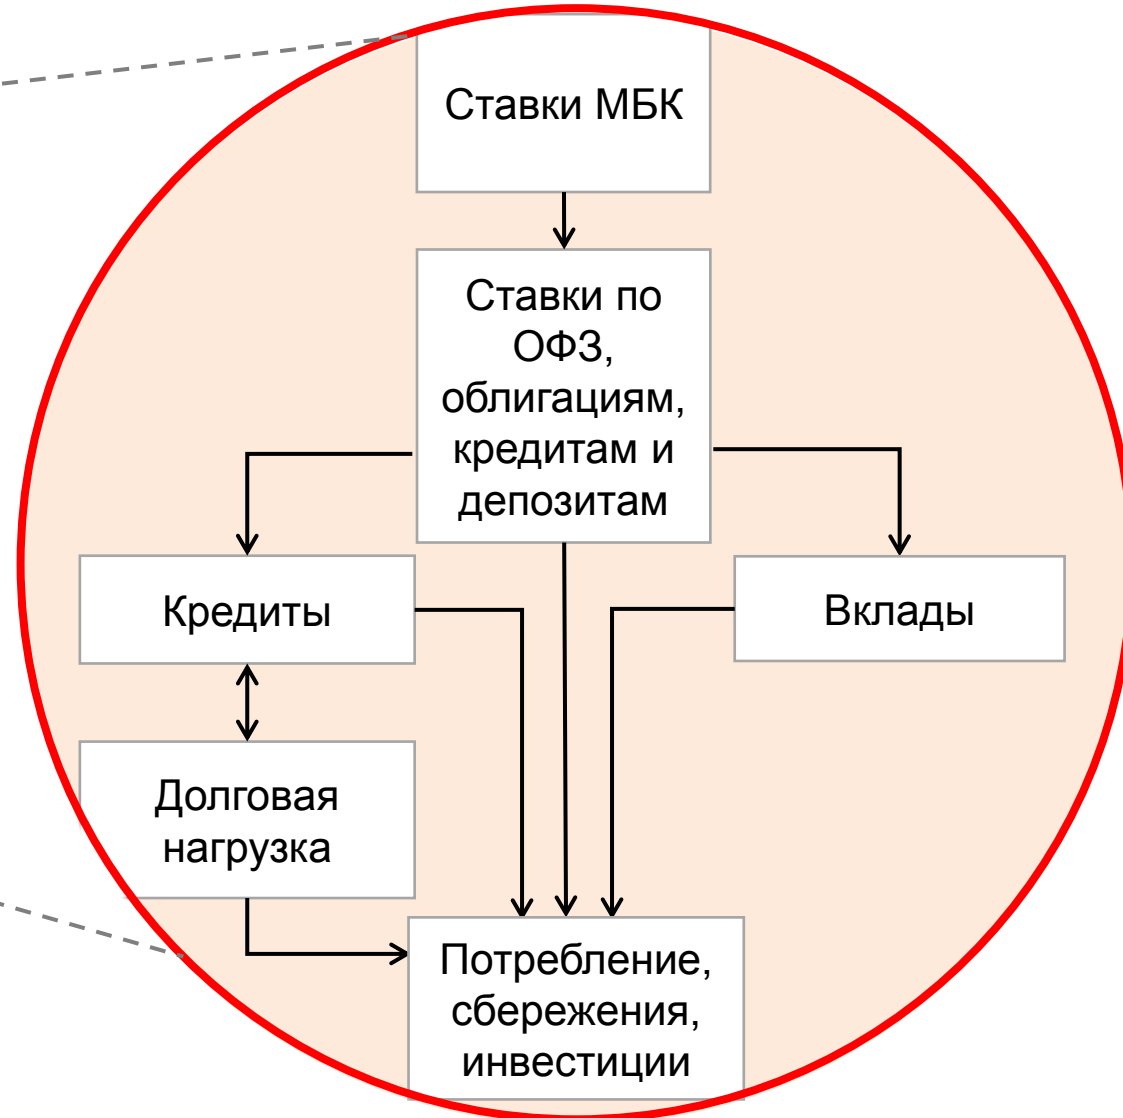 Ставки МБК
Ставки по
ОФЗ,
облигациям,
кредитам и
депозитам
Кредиты
Вклады
Долговая
нагрузка
Потребление,
сбережения,
инвестиции